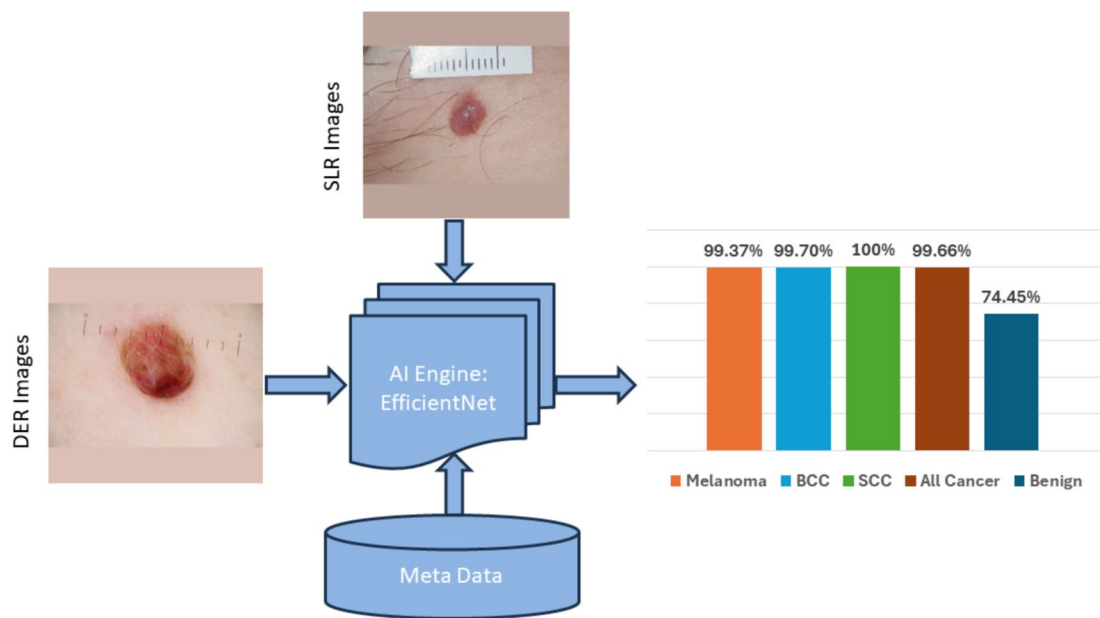 SLR Images
DER Images
AI Engine:
EfficientNet
Meta Data
99.37%
99.70%
100%
99.66%
74.45%
Melanoma
BCC
SCC
All Cancer
Benign